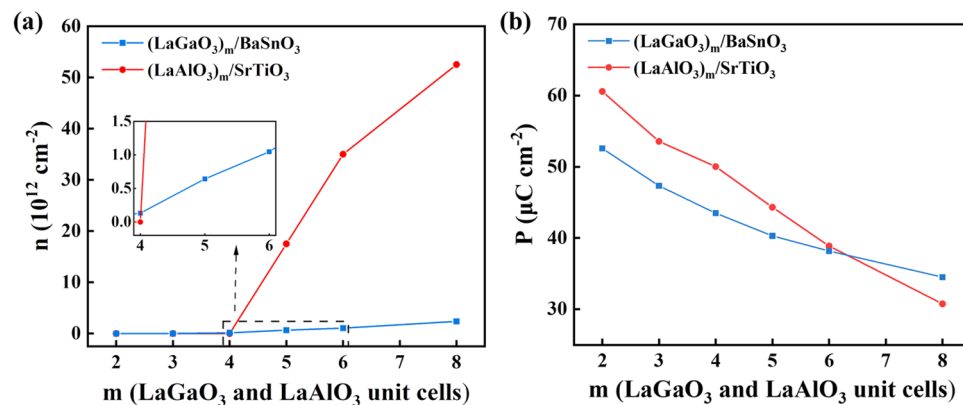 (a)
(LaGaO₃)ₘ/BaSnO₃
(LaAlO₃)ₘ/SrTiO₃
n (10¹² cm⁻²)
60
50
40
30
20
10
0
1.5
1.0
0.5
0.0
4 5 6
2 3 4 5 6 7 8
m (LaGaO₃ and LaAlO₃ unit cells)
(b)
(LaGaO₃)ₘ/BaSnO₃
(LaAlO₃)ₘ/SrTiO₃
P (μC cm⁻²)
70
60
50
40
30
2 3 4 5 6 7 8
m (LaGaO₃ and LaAlO₃ unit cells)